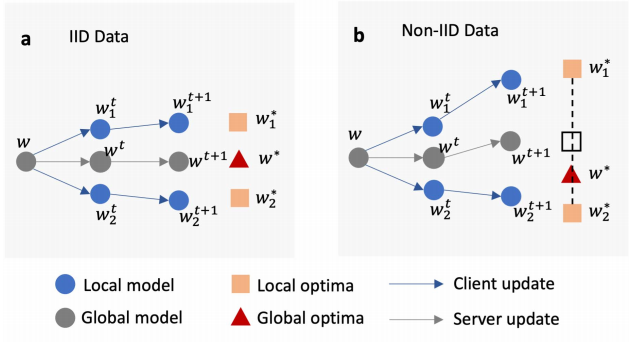 a IID Data
w
w_1^t
w_1^{t+1}
w_1^*
w^t
w^{t+1}
w^*
w_2^t
w_2^{t+1}
w_2^*
b Non-IID Data
w
w_1^t
w_1^{t+1}
w_1^*
w^t
w^{t+1}
w^*
w_2^t
w_2^{t+1}
w_2^*
Local model
Local optima
Client update
Global model
Global optima
Server update